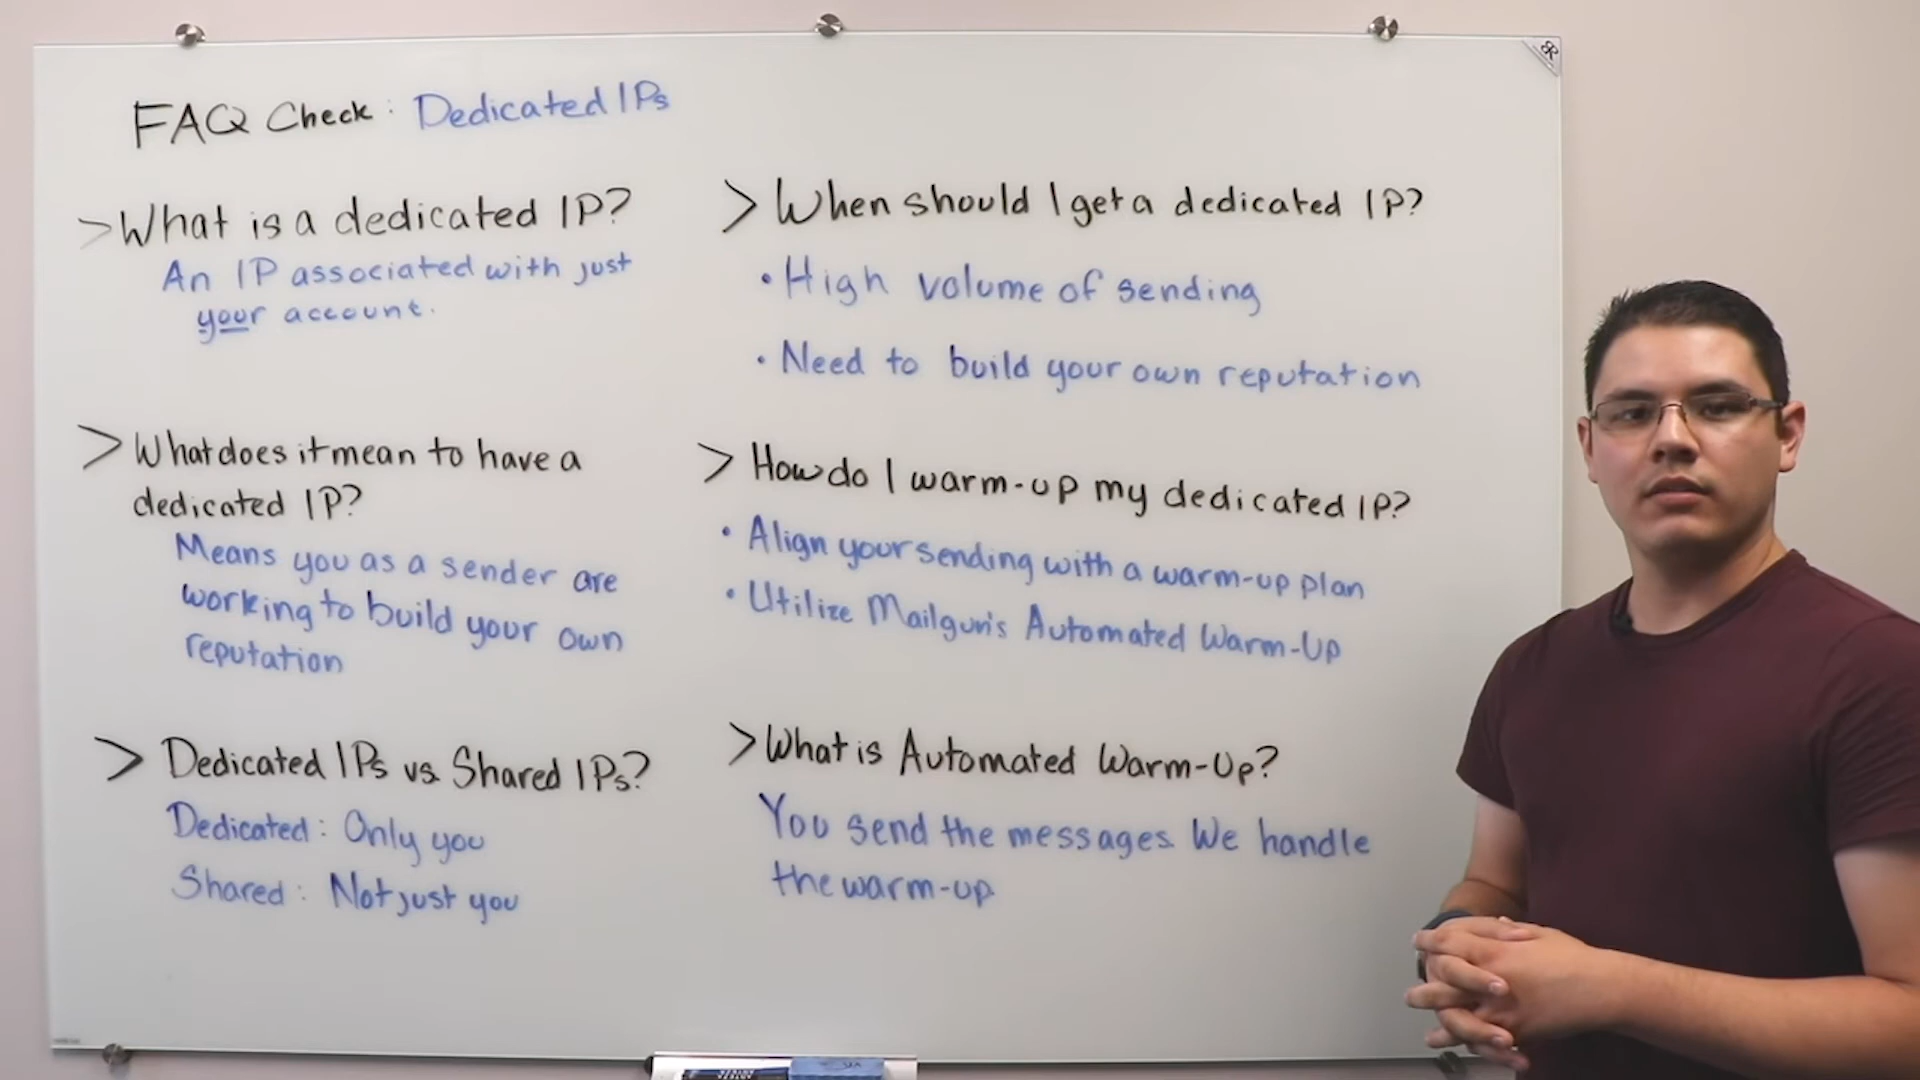 FAQ Check: Dedicated IPs
>What is a dedicated IP?
An IP associated with just
your account.
>What does it mean to have a
dedicated IP?
Means you as a sender are
working to build your own
reputation
>Dedicated IPs vs. Shared IPs?
Dedicated: Only you
Shared: Not just you
>When should I get a dedicated IP?
• High volume of sending
• Need to build your own reputation
>How do I warm-up my dedicated IP?
• Align your sending with a warm-up plan
• Utilize Mailgun's Automated Warm-Up
>What is Automated Warm-Up?
You send the messages. We handle
the warm-up